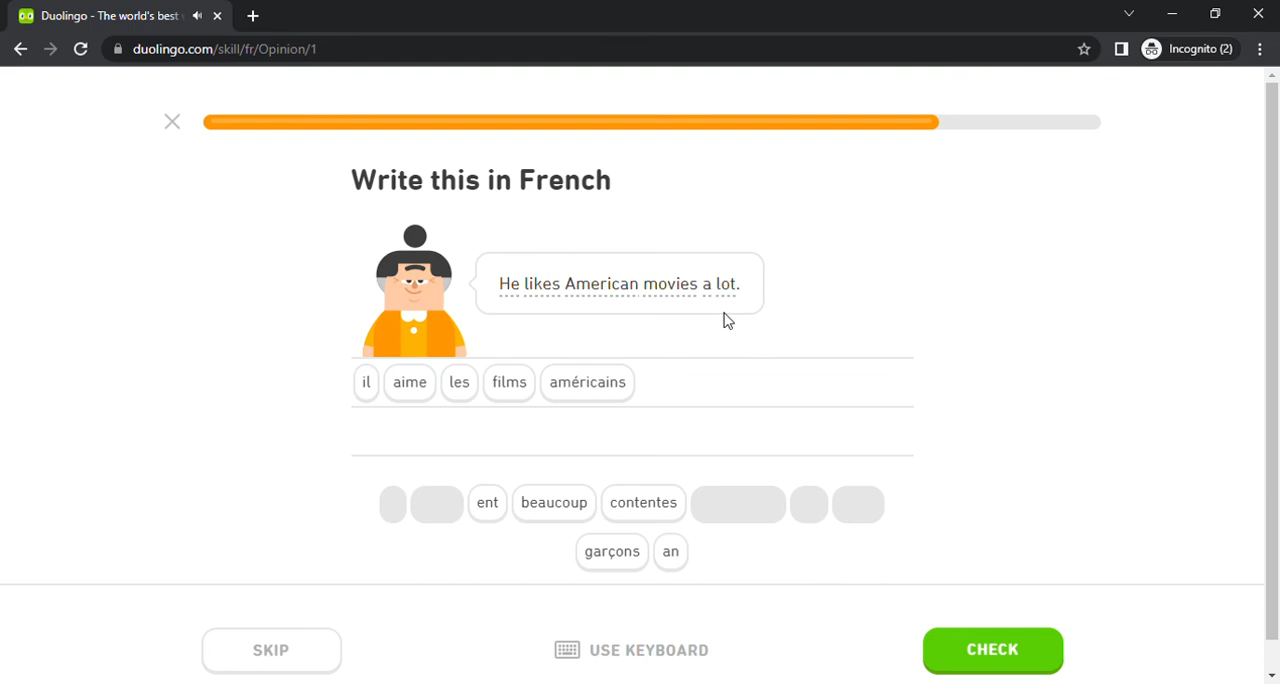 Duolingo - The world's best
duolingo.com/skill/fr/Opinion/1
Incognito (2)
Write this in French
He likes American movies a lot.
il aime les films américains
ent beaucoup contentes
garçons an
SKIP
USE KEYBOARD
CHECK